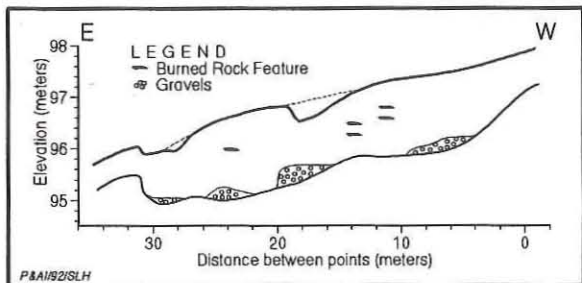 E W
LEGEND
Burned Rock Feature
Gravels
Elevation (meters)
98
97
96
95
30 20 10 0
Distance between points (meters)
P&AI/92/SLH